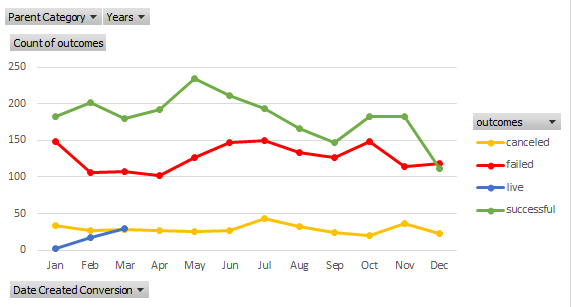 Parent Category Years
Count of outcomes
250
200
150
100
50
0
Jan Feb Mar Apr May Jun Jul Aug Sep Oct Nov Dec
outcomes
canceled
failed
live
successful
Date Created Conversion